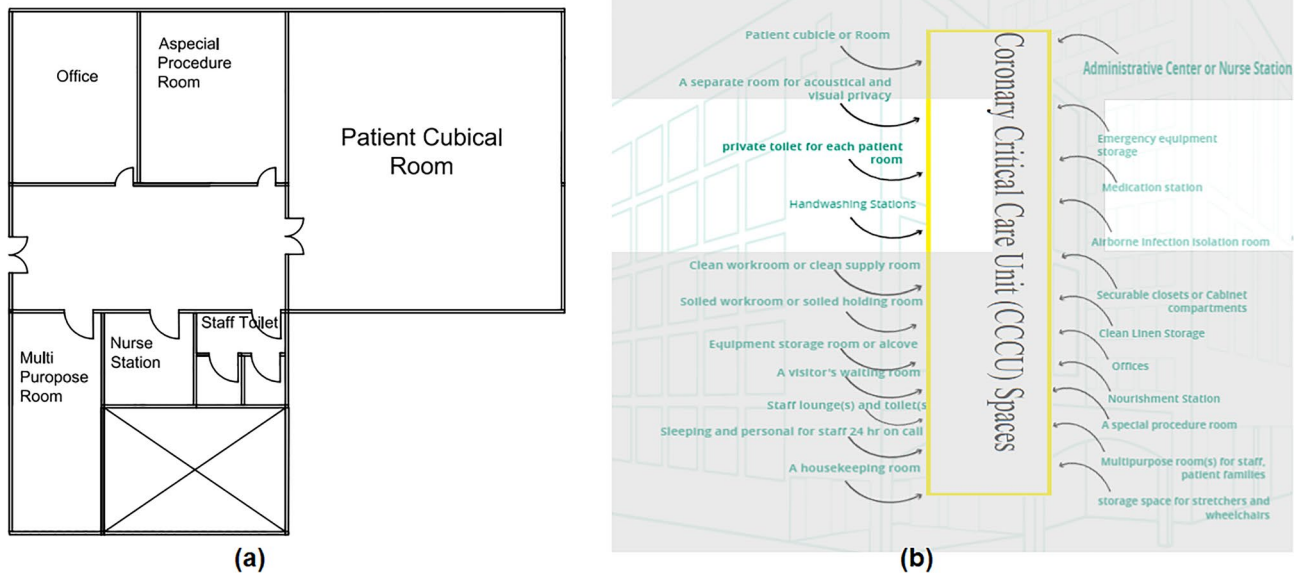 Office
Aspecial
Procedure
Room
Patient Cubical
Room
Staff Toilet
Nurse
Station
Multi
Puropose
Room
(a)
Patient cubicle or Room
A separate room for acoustical and
visual privacy
private toilet for each patient
room
Handwashing Stations
Clean workroom or clean supply room
Soiled workroom or soiled holding room
Equipment storage room or alcove
A visitor's waiting room
Staff lounge(s) and toilet(s
Sleeping and personal for staff 24 hr on call
A housekeeping room
Coronary Critical Care Unit (CCCU) Spaces
Administrative Center or Nurse Station
Emergency equipment
storage
Medication station
Airborne Infection Isolation room
Securable closets or Cabinet
compartments
Clean Linen Storage
Offices
Nourishment Station
A special procedure room
Multipurpose room(s) for staff,
patient families
storage space for stretchers and
wheelchairs
(b)